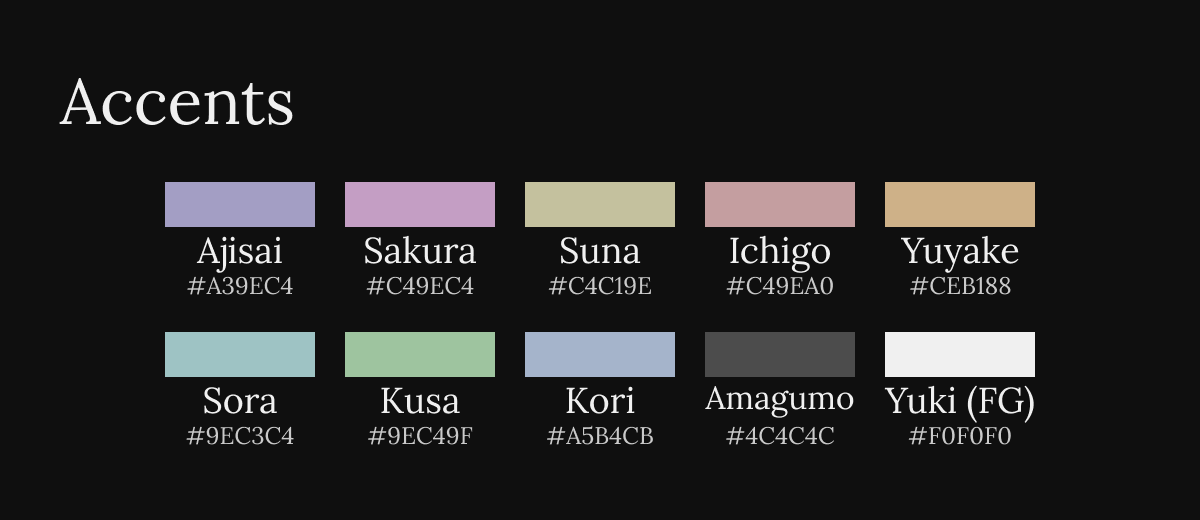 Accents
Ajisai Sakura Suna Ichigo Yuyake
#A39EC4 #C49EC4 #C4C19E #C49EA0 #CEB188
Sora Kusa Kori Amagumo Yuki (FG)
#9EC3C4 #9EC49F #A5B4CB #4C4C4C #F0F0F0